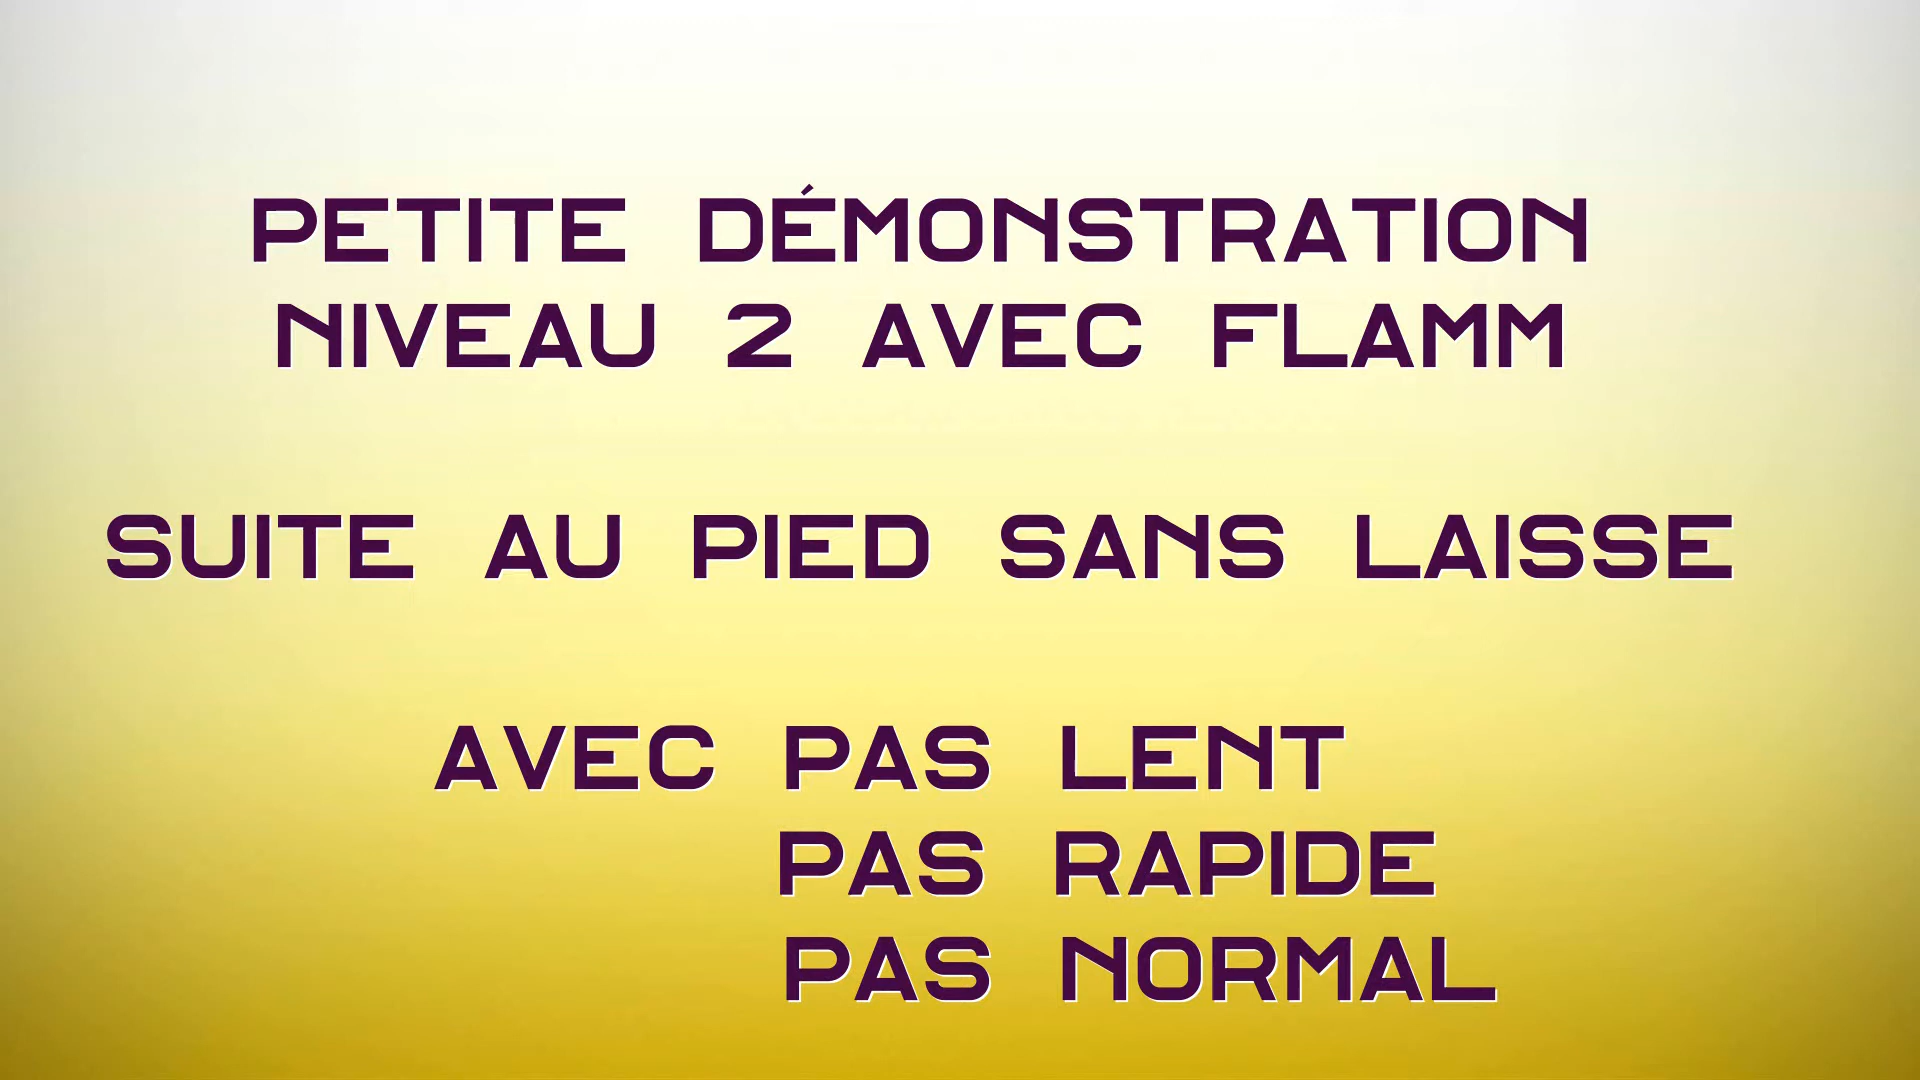 PETITE DÉMONSTRATION
NIVEAU 2 AVEC FLAMM
SUITE AU PIED SANS LAISSE
AVEC PAS LENT
PAS RAPIDE
PAS NORMAL